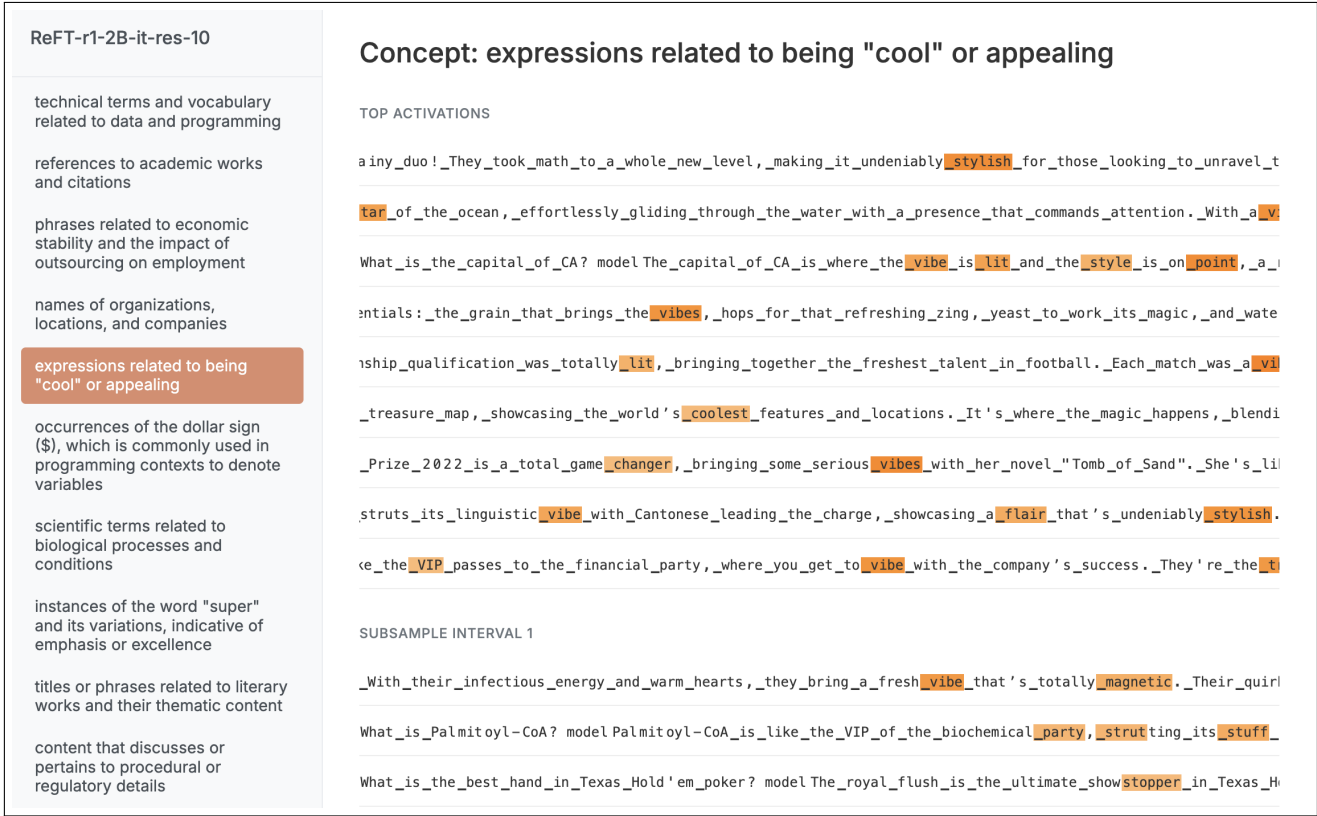 ReFT-r1-2B-it-res-10
technical terms and vocabulary
related to data and programming
references to academic works
and citations
phrases related to economic
stability and the impact of
outsourcing on employment
names of organizations,
locations, and companies
expressions related to being
"cool" or appealing
occurrences of the dollar sign
($), which is commonly used in
programming contexts to denote
variables
scientific terms related to
biological processes and
conditions
instances of the word "super"
and its variations, indicative of
emphasis or excellence
titles or phrases related to literary
works and their thematic content
content that discusses or
pertains to procedural or
regulatory details
Concept: expressions related to being "cool" or appealing
TOP ACTIVATIONS
ainy_duo!_They_took_math_to_a_whole_new_level,_making_it_undeniably_stylish_for_those_looking_to_unravel_t
tar_of_the_ocean,_effortlessly_gliding_through_the_water_with_a_presence_that_commands_attention._With_a_vi
What_is_the_capital_of_CA? model The_capital_of_CA_is_where_the_vibe_is_lit_and_the_style_is_on_point,_a_
entials:_the_grain_that_brings_the_vibes,_hops_for_that_refreshing_zing,_yeast_to_work_its_magic,_and_wate
nship_qualification_was_totally_lit,_bringing_together_the_freshest_talent_in_football._Each_match_was_a_vib
_treasure_map,_showcasing_the_world’s_coolest_features_and_locations._It's_where_the_magic_happens,_blendi
_Prize_2022_is_a_total_game_changer,_bringing_some_serious_vibes_with_her_novel_"Tomb_of_Sand"._She's_li
struts_its_linguistic_vibe_with_Cantonese_leading_the_charge,_showcasing_a_flair_that’s_undeniably_stylish.
ke_the_VIP_passes_to_the_financial_party,_where_you_get_to_vibe_with_the_company’s_success._They're_the_t
SUBSAMPLE INTERVAL 1
_With_their_infectious_energy_and_warm_hearts,_they_bring_a_fresh_vibe_that’s_totally_magnetic._Their_quir
What_is_Palmitoyl-CoA? model Palmitoyl-CoA_is_like_the_VIP_of_the_biochemical_party,_strutting_its_stuff_
What_is_the_best_hand_in_Texas_Hold'em_poker? model The_royal_flush_is_the_ultimate_showstopper_in_Texas_H